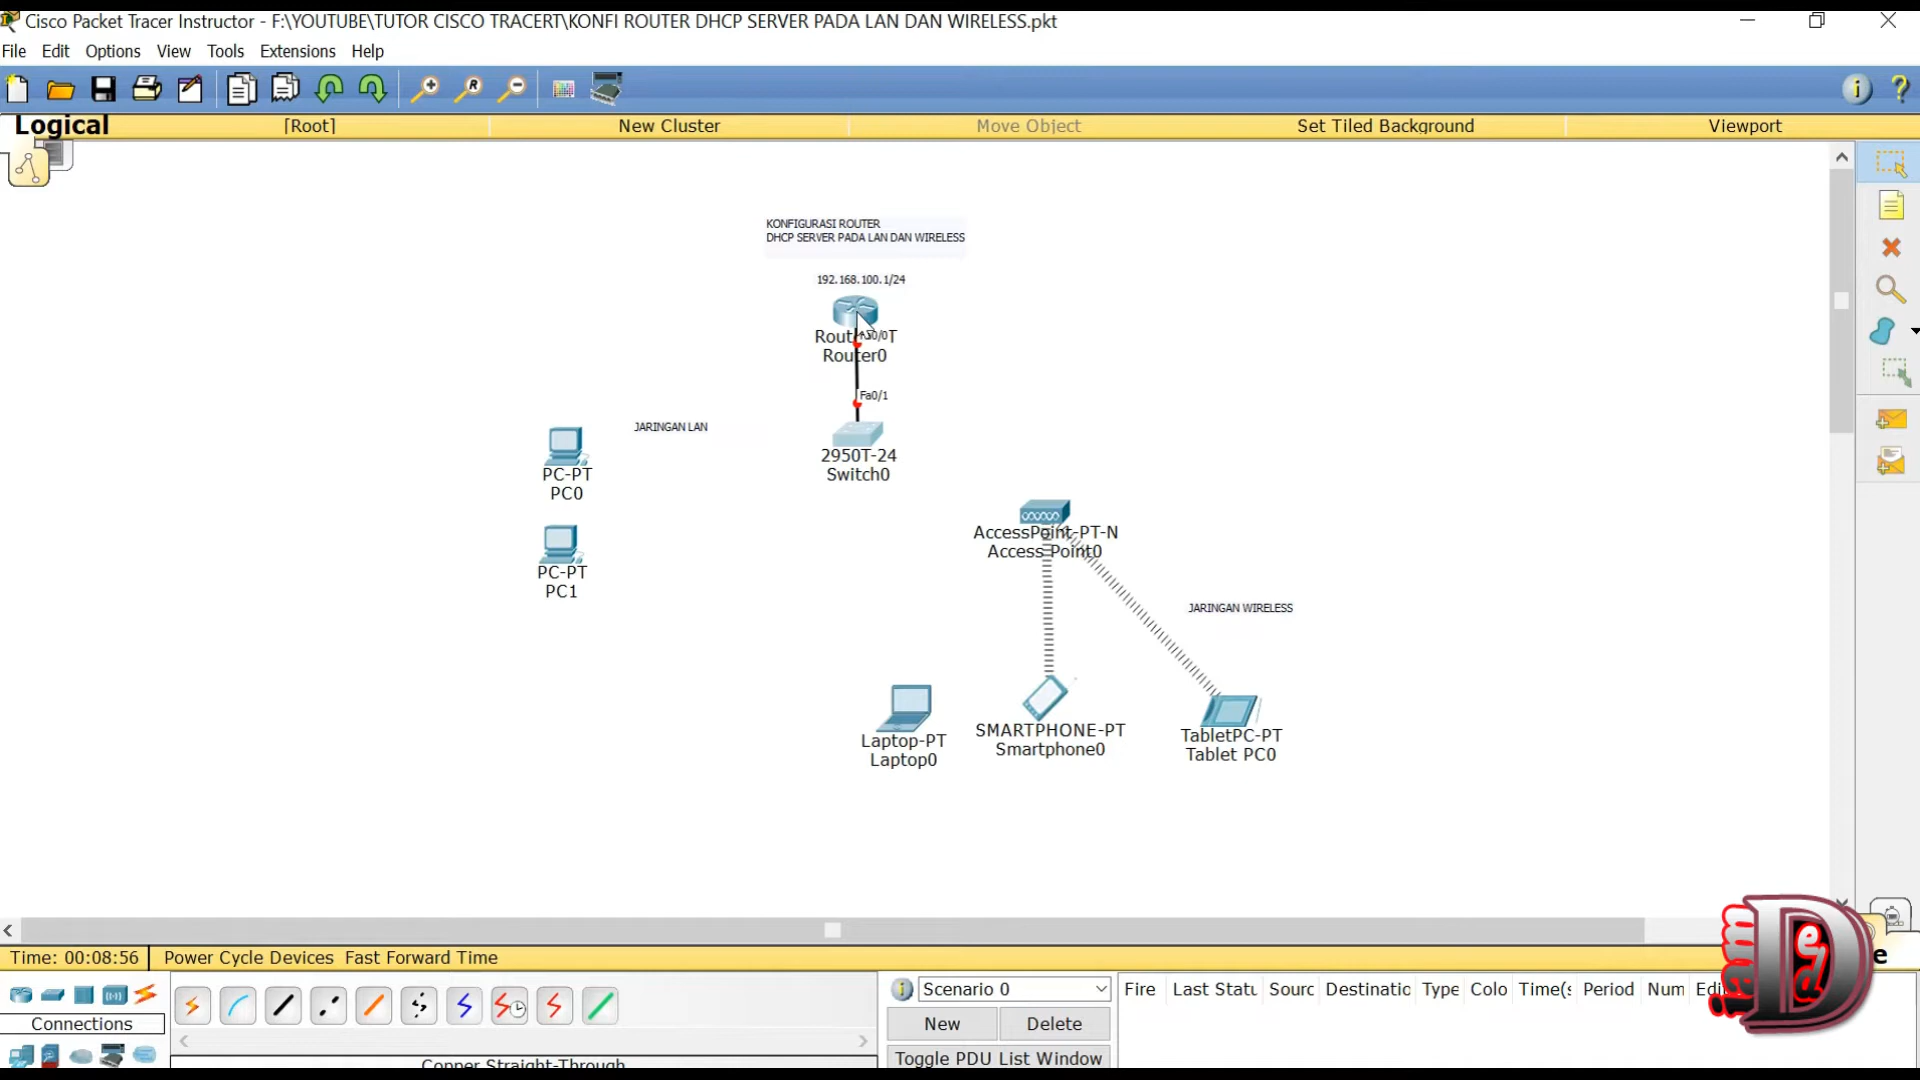 Cisco Packet Tracer Instructor - F:\YOUTUBE\TUTOR CISCO TRACERT\KONFI ROUTER DHCP SERVER PADA LAN DAN WIRELESS.pkt
File Edit Options View Tools Extensions Help
Logical [Root] New Cluster Move Object Set Tiled Background Viewport
KONFIGURASI ROUTER
DHCP SERVER PADA LAN DAN WIRELESS
192.168.100.1/24
Router0
Fa0/1
2950T-24
Switch0
JARINGAN LAN
PC-PT
PC0
PC-PT
PC1
AccessPoint-PT-N
Access Point0
JARINGAN WIRELESS
Laptop-PT
Laptop0
SMARTPHONE-PT
Smartphone0
TabletPC-PT
Tablet PC0
Time: 00:08:56 Power Cycle Devices Fast Forward Time
Connections
Copper Straight-Through
Scenario 0
New Delete
Toggle PDU List Window
Fire Last Statu Sourc Destinatic Type Colo Time(s Period Num Edi